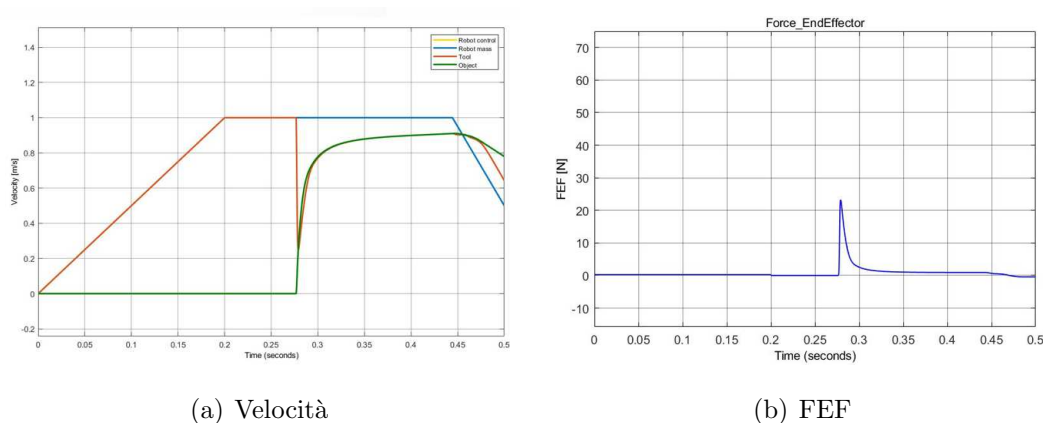 1.4
1.2
1
0.8
0.6
0.4
0.2
0
-0.2
Velocity [m/s]
Robot control
Robot mass
Tool
Object
0 0.05 0.1 0.15 0.2 0.25 0.3 0.35 0.4 0.45 0.5
Time (seconds)
(a) Velocità
Force_EndEffector
70
60
50
40
30
20
10
0
-10
FEF [N]
0 0.05 0.1 0.15 0.2 0.25 0.3 0.35 0.4 0.45 0.5
Time (seconds)
(b) FEF